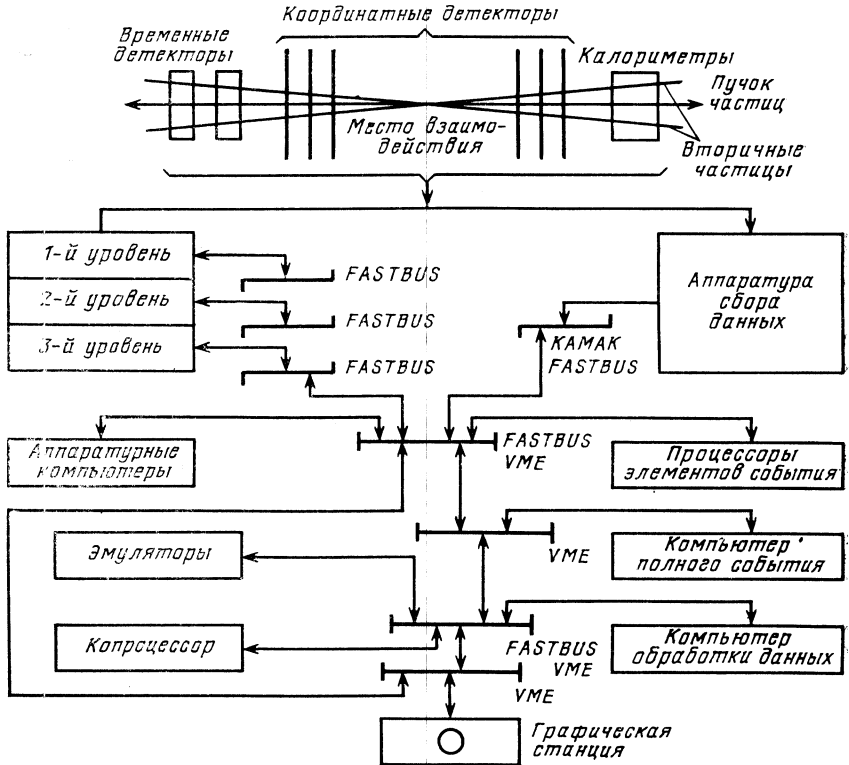 Координатные детекторы
Временные
детекторы
Калориметры
Пучок
частиц
Место взаимо-
действия
Вторичные
частицы
1-й уровень
FASTBUS
2-й уровень
FASTBUS
3-й уровень
FASTBUS
Аппаратура
сбора
данных
КАМАК
FASTBUS
Аппаратурные
компьютеры
FASTBUS
VME
Процессоры
элементов события
Эмуляторы
VME
Компьютер
полного события
Копрсцессор
FASTBUS
VME
Компьютер
обработки данных
VME
Графическая
станция